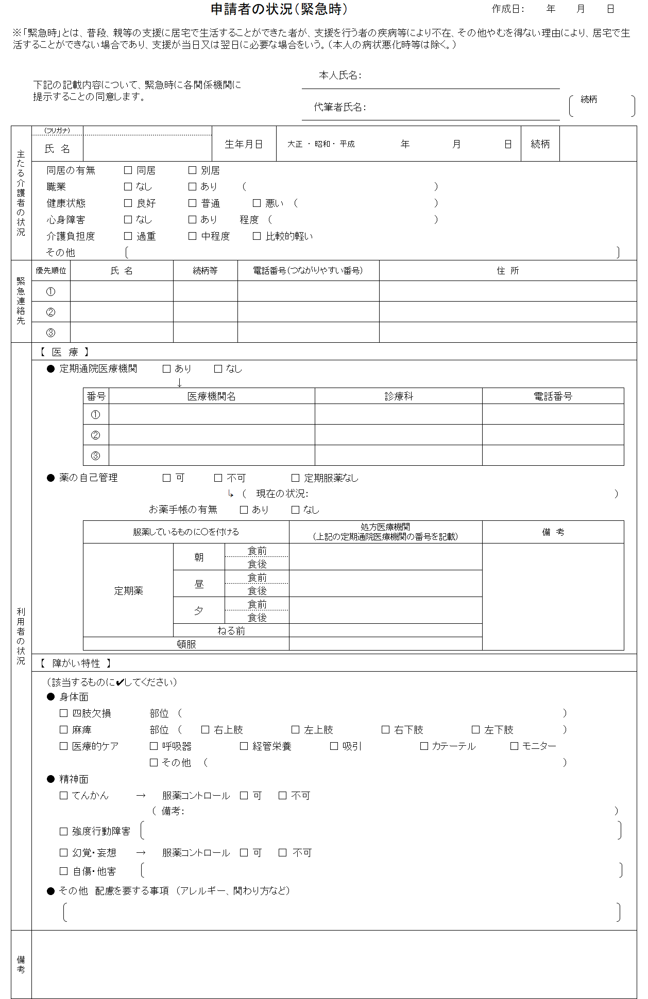 申請者の状況（緊急時）
作成日： 年 月 日
※「緊急時」とは、普段、親等の支援に居宅で生活することができた者が、支援を行う者の疾病等により不在、その他やむを得ない理由により、居宅で生
活することができない場合であり、支援が当日又は翌日に必要な場合をいう。（本人の病状悪化時等は除く。）
本人氏名：
下記の記載内容について、緊急時に各関係機関に
提示することの同意します。
代筆者氏名：
続柄
主たる介護者の状況
（フリガナ）
氏 名
生年月日 大正 ・ 昭和 ・ 平成 年 月 日 続柄
同居の有無 □ 同居 □ 別居
職業 □ なし □ あり （ ）
健康状態 □ 良好 □ 普通 □ 悪い （ ）
心身障害 □ なし □ あり 程度 （ ）
介護負担度 □ 過重 □ 中程度 □ 比較的軽い
その他
緊急連絡先
優先順位 氏 名 続柄等 電話番号（つながりやすい番号） 住 所
①
②
③
利用者の状況
【 医 療 】
● 定期通院医療機関 □ あり □ なし
↓
番号 医療機関名 診療科 電話番号
①
②
③
● 薬の自己管理 □ 可 □ 不可 □ 定期服薬なし
↳ （ 現在の状況： ）
お薬手帳の有無 □ あり □ なし
服薬しているものに〇を付ける 処方医療機関
（上記の定期通院医療機関の番号を記載） 備 考
定期薬
朝 食前
食後
昼 食前
食後
夕 食前
食後
ねる前
頓服
【 障がい特性 】
（該当するものに✔してください）
● 身体面
□ 四肢欠損 部位 （ ）
□ 麻痺 部位 （ □ 右上肢 □ 左上肢 □ 右下肢 □ 左下肢 ）
□ 医療的ケア □ 呼吸器 □ 経管栄養 □ 吸引 □ カテーテル □ モニター
□ その他 （ ）
● 精神面
□ てんかん → 服薬コントロール □ 可 □ 不可
（ 備考： ）
□ 強度行動障害
□ 幻覚・妄想 → 服薬コントロール □ 可 □ 不可
□ 自傷・他害
● その他 配慮を要する事項 （アレルギー、関わり方など）
備考